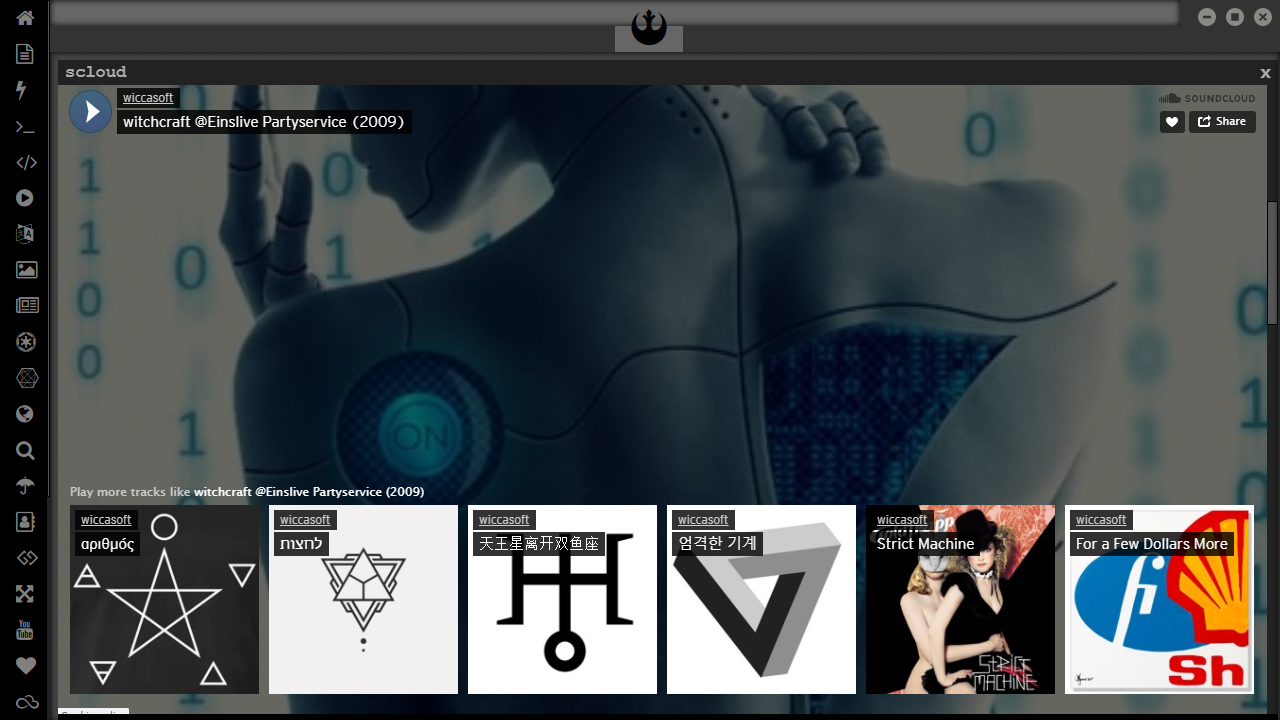 scloud
x
wiccasoft
witchcraft @Einslive Partyservice (2009)
SOUNDCLOUD
Share
ON
Play more tracks like witchcraft @Einslive Partyservice (2009)
wiccasoft
αριθμός
wiccasoft
לחצות
wiccasoft
天王星离开双鱼座
wiccasoft
엄격한 기계
wiccasoft
Strict Machine
STRICT
MACHINE
wiccasoft
For a Few Dollars More
Sh
You
Tube